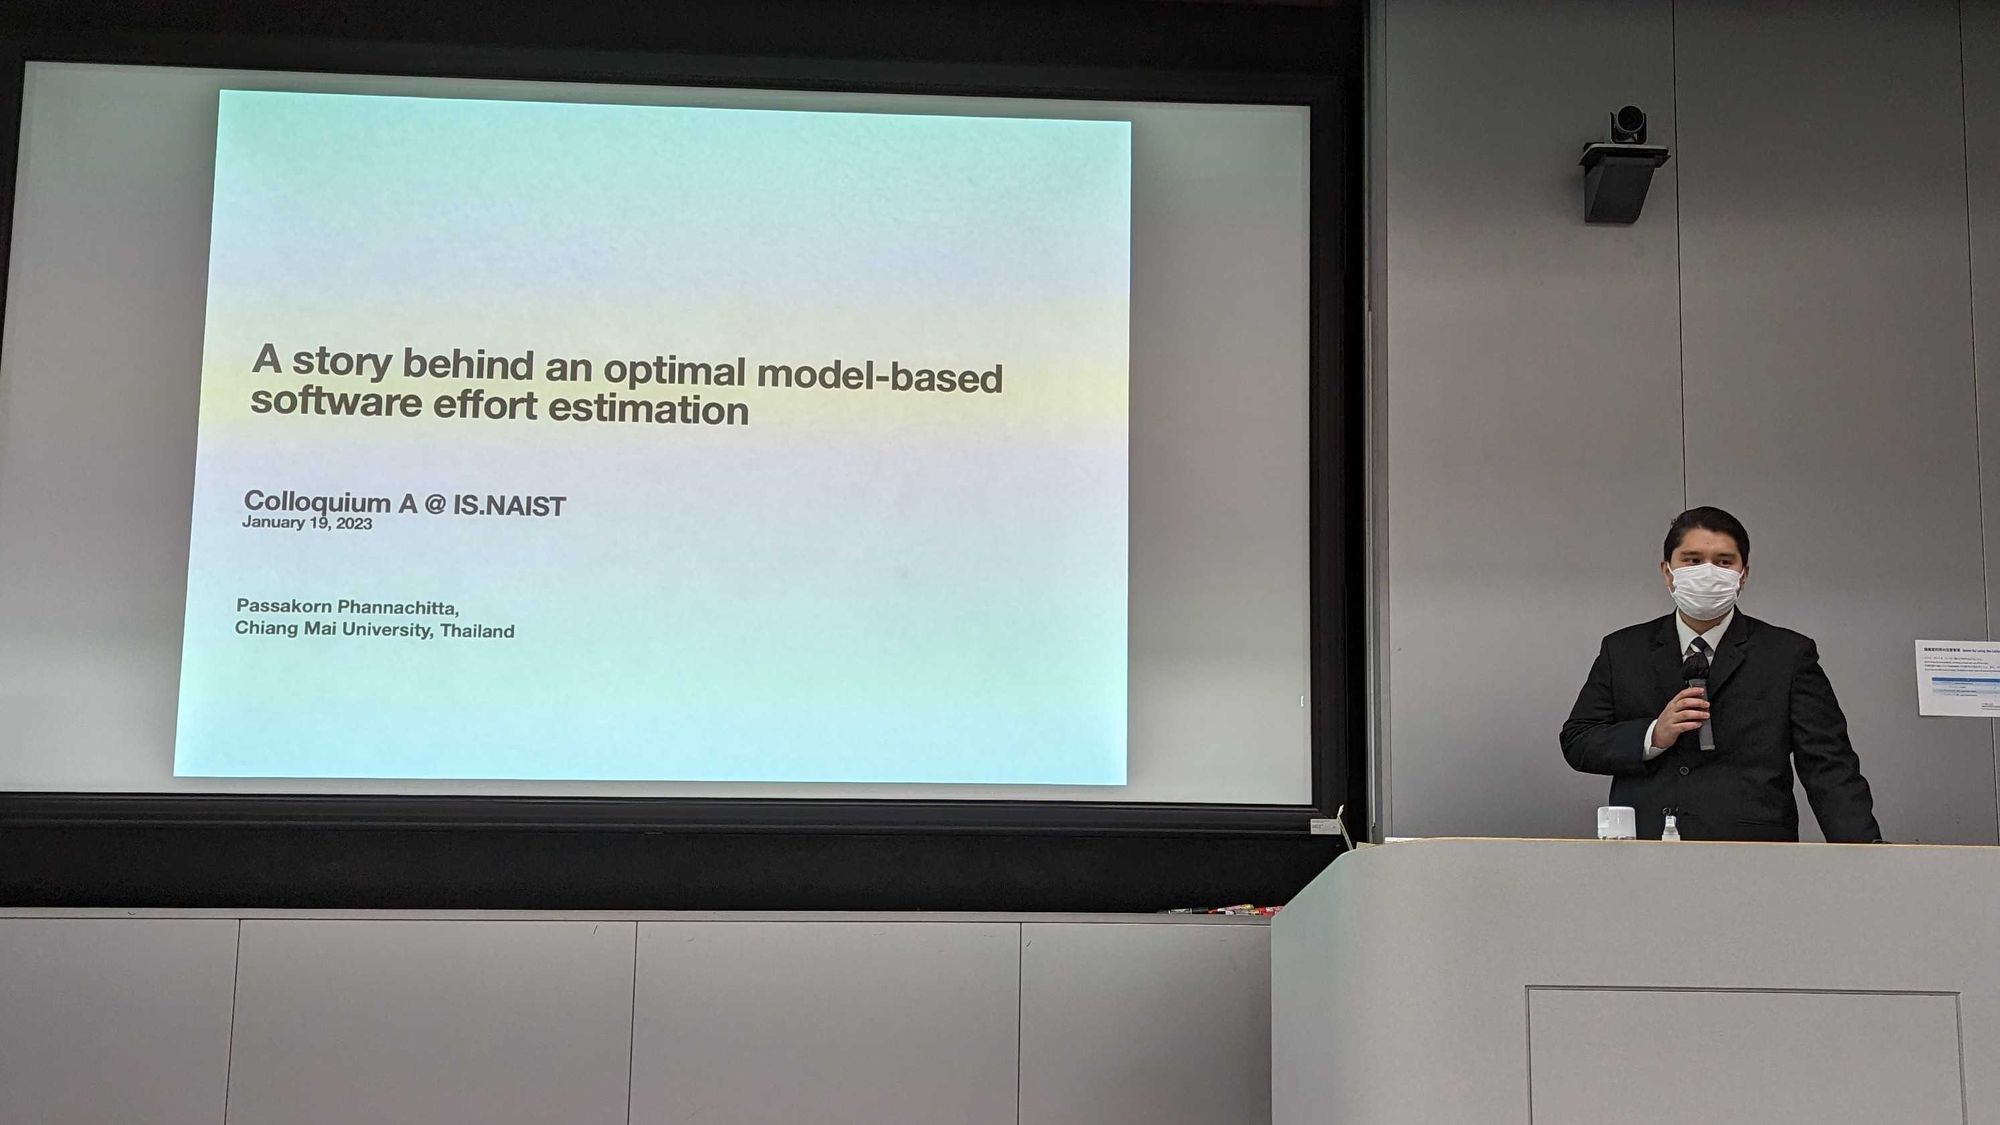 A story behind an optimal model-based
software effort estimation
Colloquium A @ IS.NAIST
January 19, 2023
Passakorn Phannachitta,
Chiang Mai University, Thailand